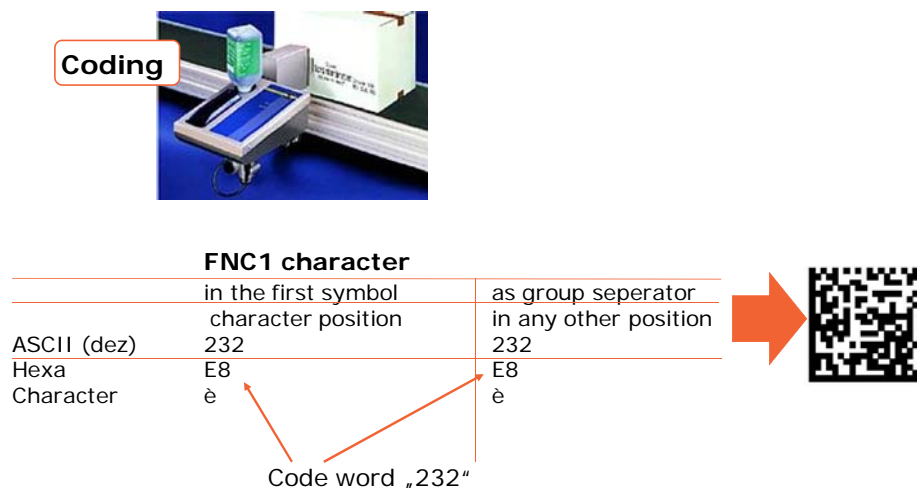 Coding
FNC1 character
in the first symbol as group seperator
character position in any other position
ASCII (dez) 232 232
Hexa E8 E8
Character è è
Code word „232“